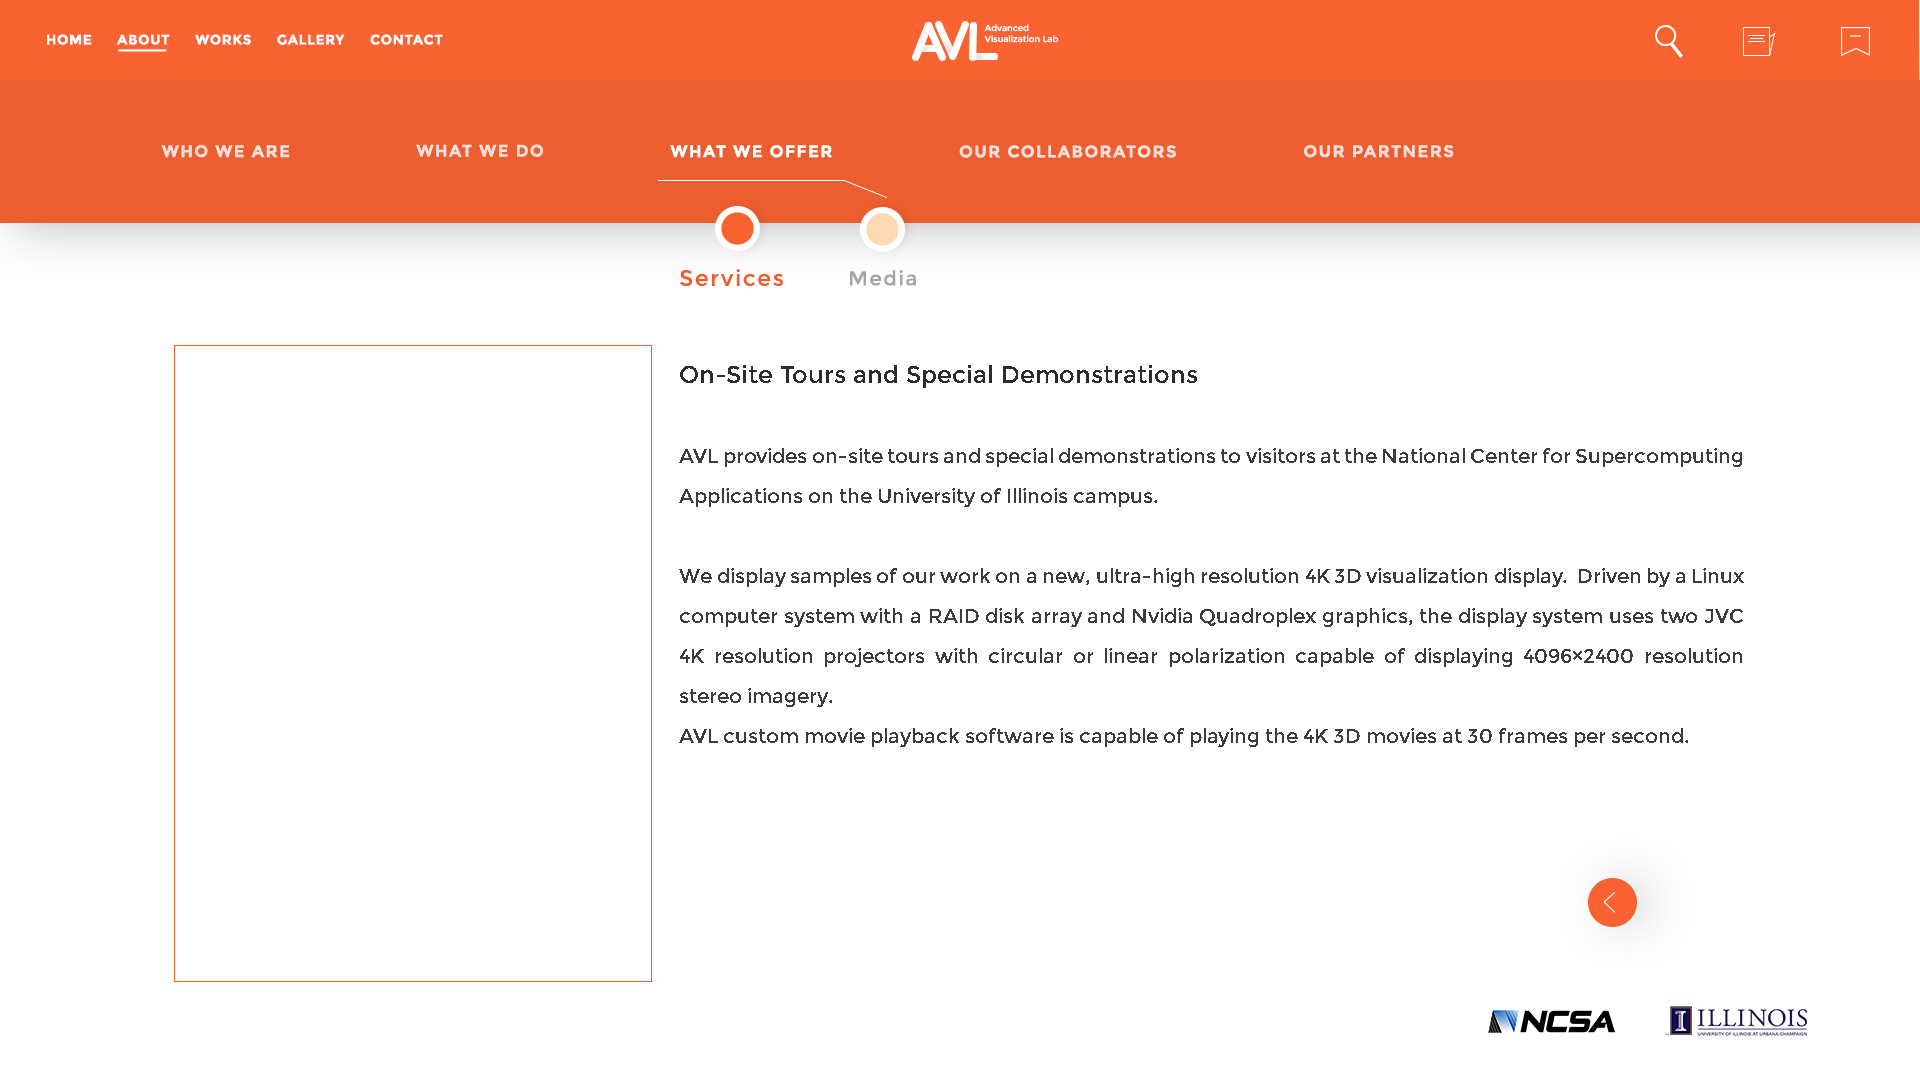 HOME ABOUT WORKS GALLERY CONTACT
AVL Advanced
Visualization Lab
WHO WE ARE WHAT WE DO WHAT WE OFFER OUR COLLABORATORS OUR PARTNERS
Services Media
On-Site Tours and Special Demonstrations
AVL provides on-site tours and special demonstrations to visitors at the National Center for Supercomputing
Applications on the University of Illinois campus.
We display samples of our work on a new, ultra-high resolution 4K 3D visualization display. Driven by a Linux
computer system with a RAID disk array and Nvidia Quadroplex graphics, the display system uses two JVC
4K resolution projectors with circular or linear polarization capable of displaying 4096×2400 resolution
stereo imagery.
AVL custom movie playback software is capable of playing the 4K 3D movies at 30 frames per second.
NCSA
I ILLINOIS
UNIVERSITY OF ILLINOIS AT URBANA-CHAMPAIGN